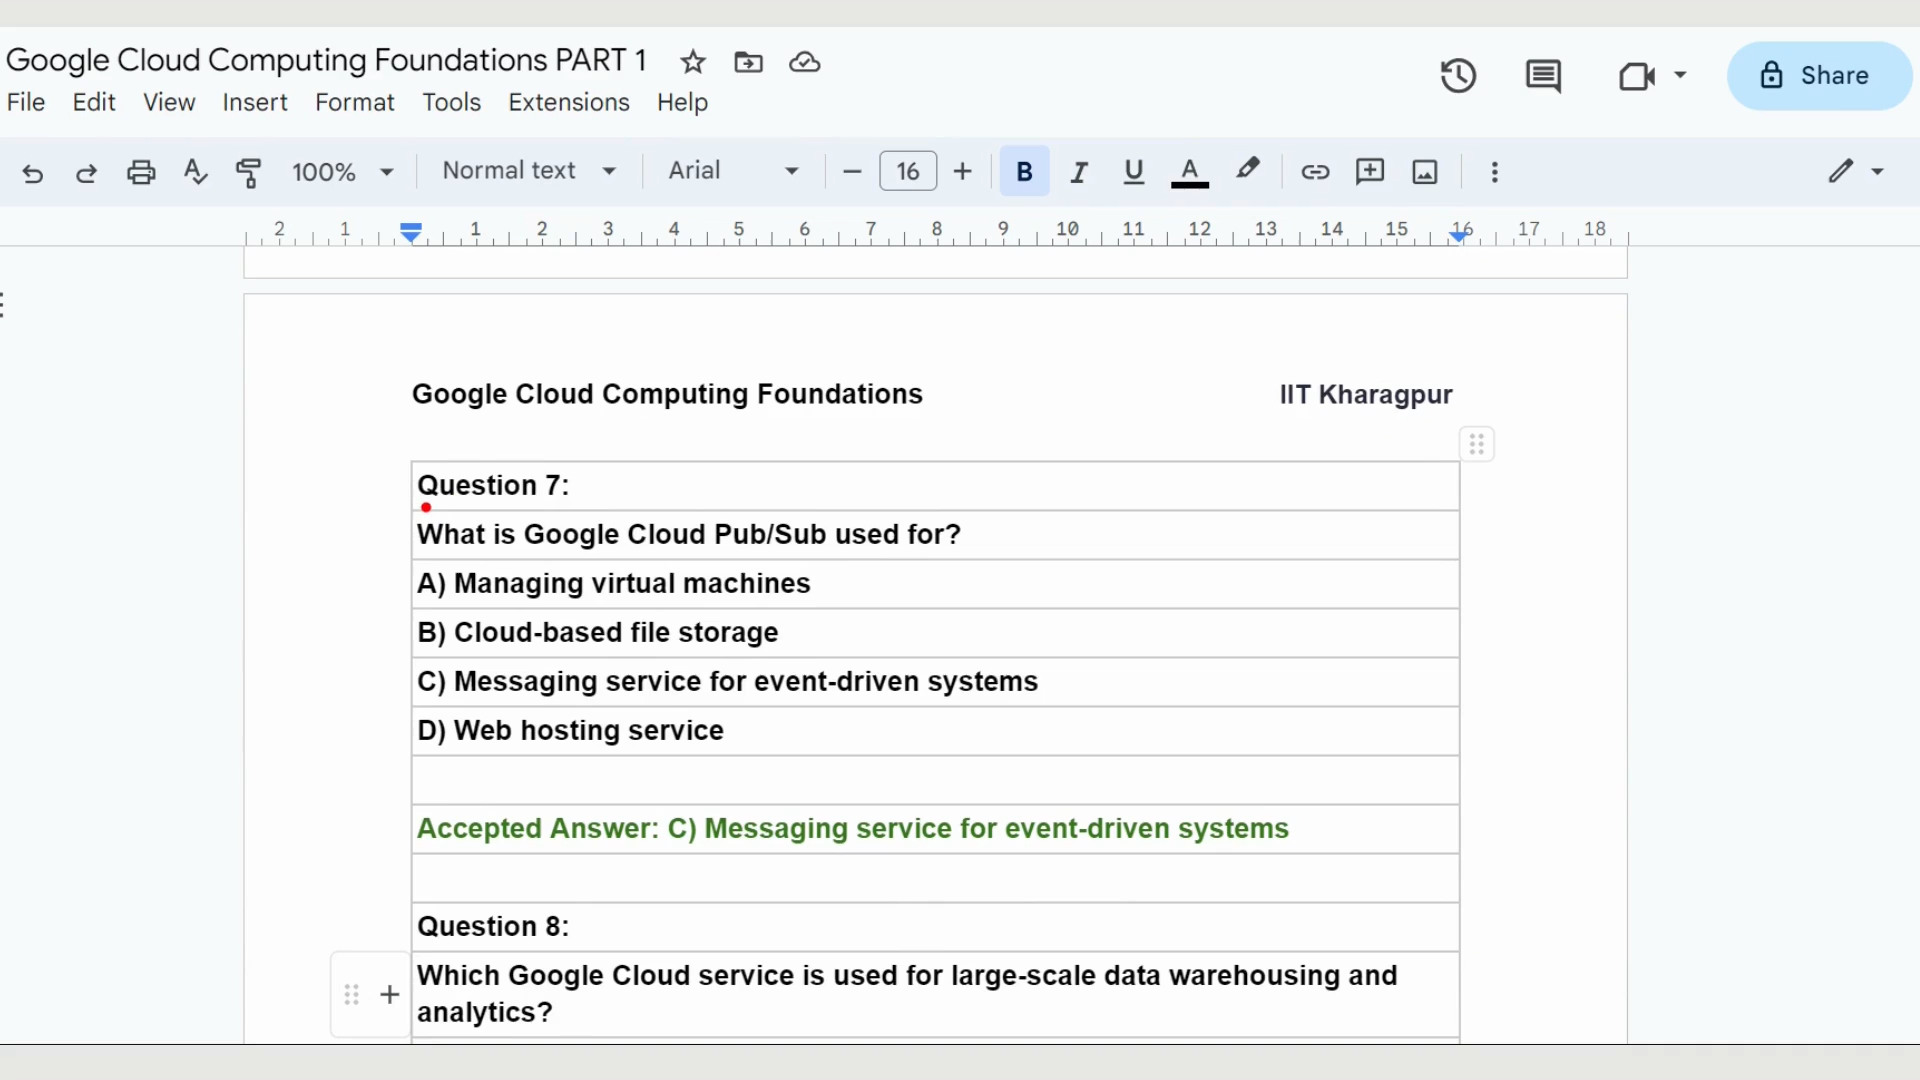 Google Cloud Computing Foundations PART 1
File Edit View Insert Format Tools Extensions Help
Share
100% Normal text Arial 16 B I U A
2 1 1 2 3 4 5 6 7 8 9 10 11 12 13 14 15 16 17 18
Google Cloud Computing Foundations IIT Kharagpur
Question 7:
What is Google Cloud Pub/Sub used for?
A) Managing virtual machines
B) Cloud-based file storage
C) Messaging service for event-driven systems
D) Web hosting service
Accepted Answer: C) Messaging service for event-driven systems
Question 8:
Which Google Cloud service is used for large-scale data warehousing and
analytics?